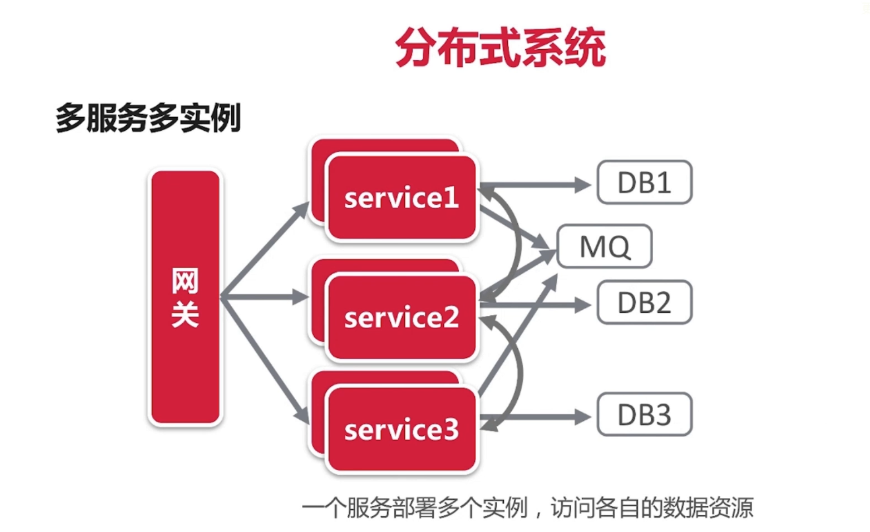 分布式系统
多服务多实例
网关
service1
service2
service3
DB1
MQ
DB2
DB3
一个服务部署多个实例，访问各自的数据资源